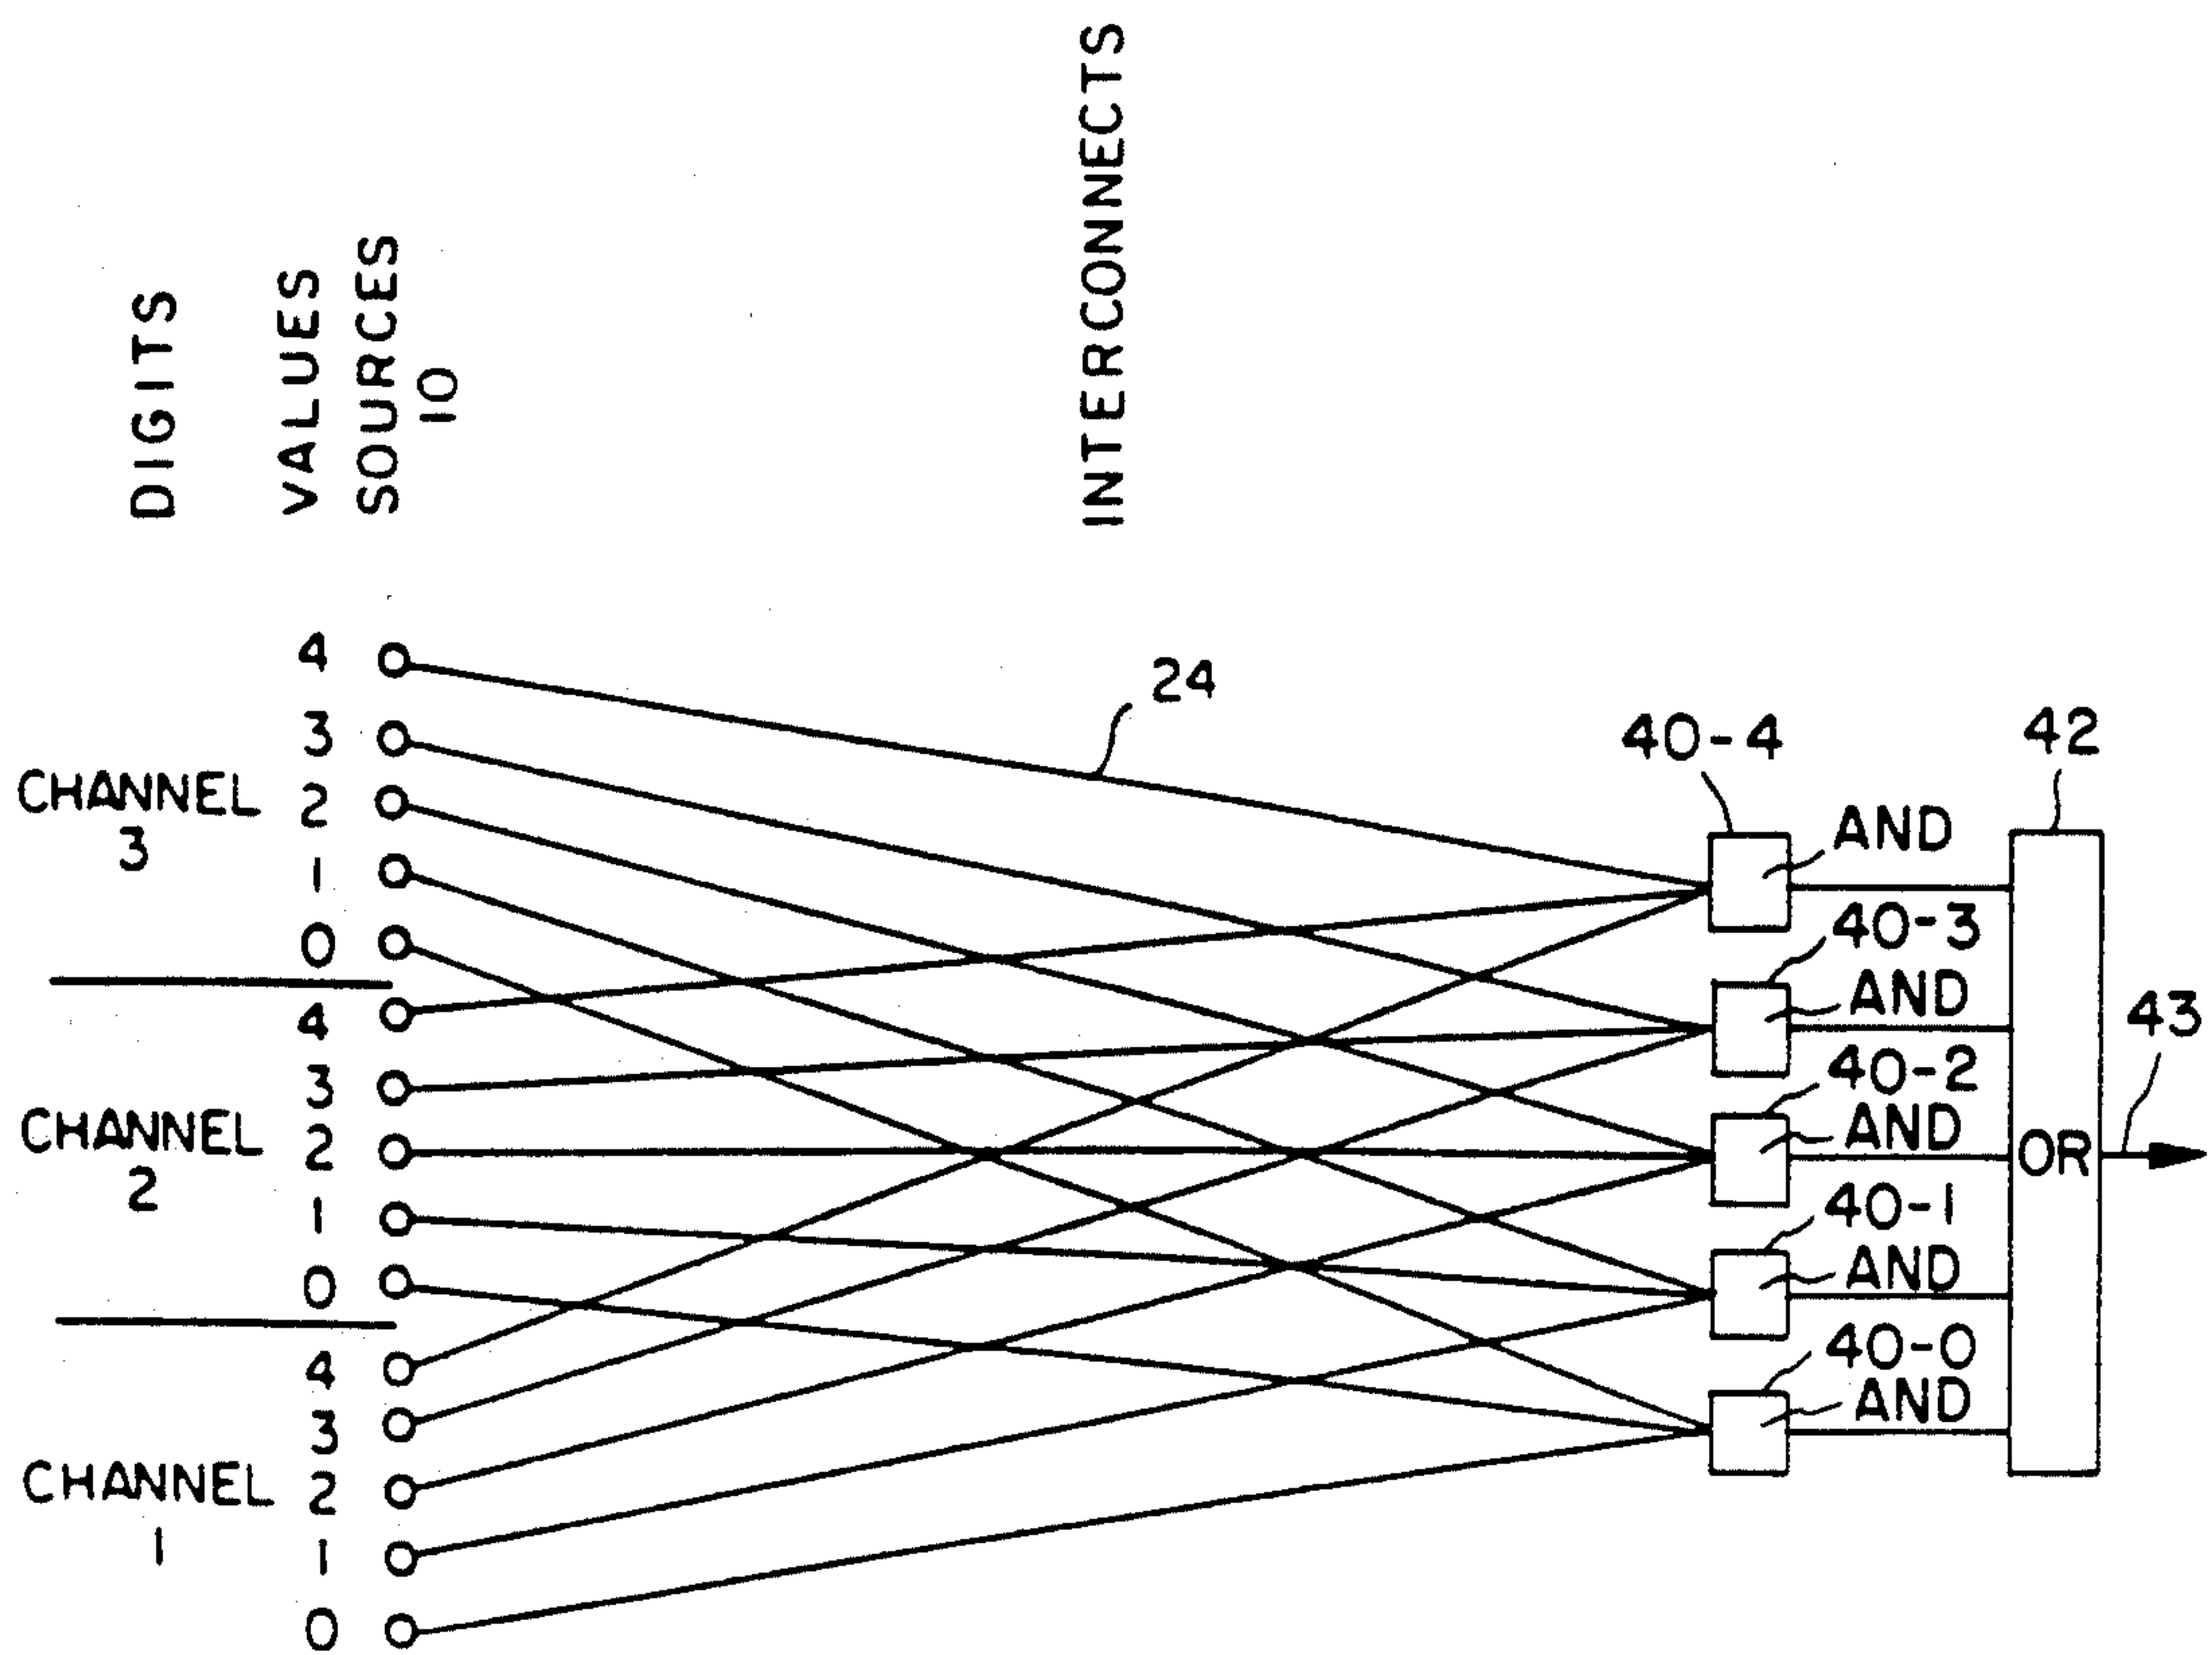 DIGITS
VALUES
SOURCES
10
INTERCONNECTS
CHANNEL
3
4
3
2
1
0
CHANNEL
2
4
3
2
1
0
CHANNEL
1
4
3
2
1
0
24
40-4
AND
40-3
AND
40-2
AND
40-1
AND
40-0
AND
42
OR
43